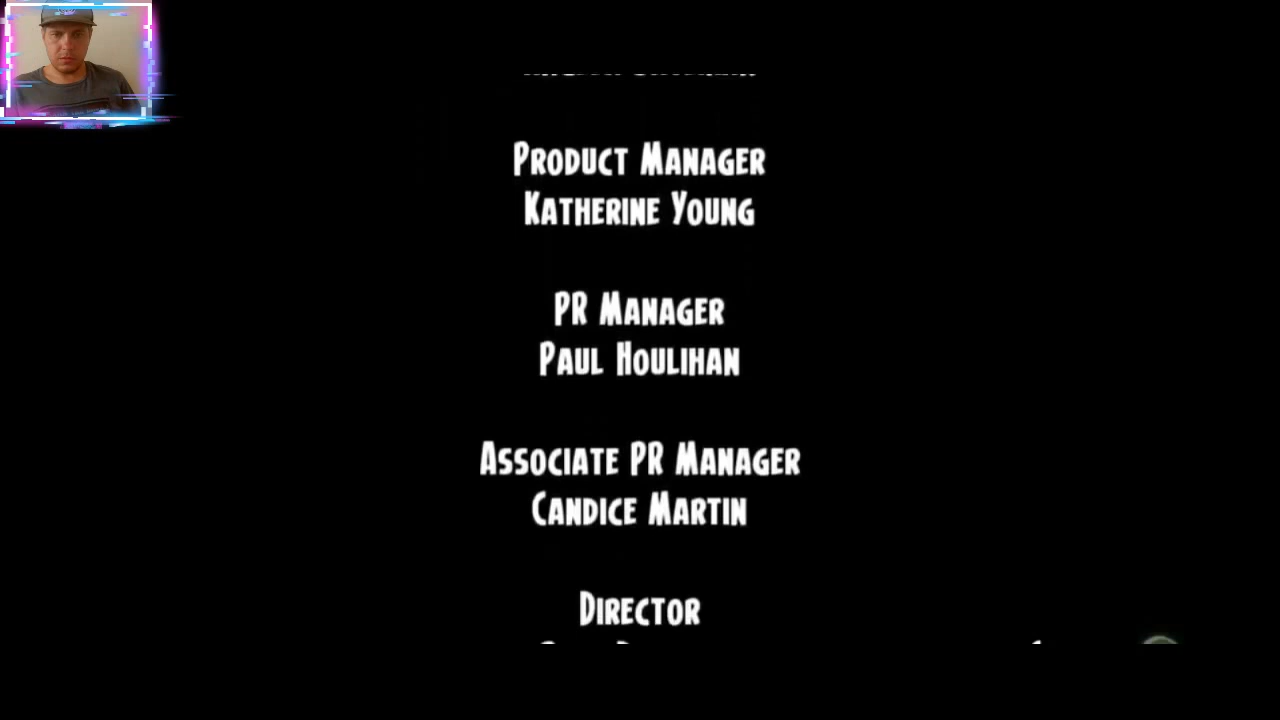 Product Manager
Katherine Young
PR Manager
Paul Houlihan
Associate PR Manager
Candice Martin
Director